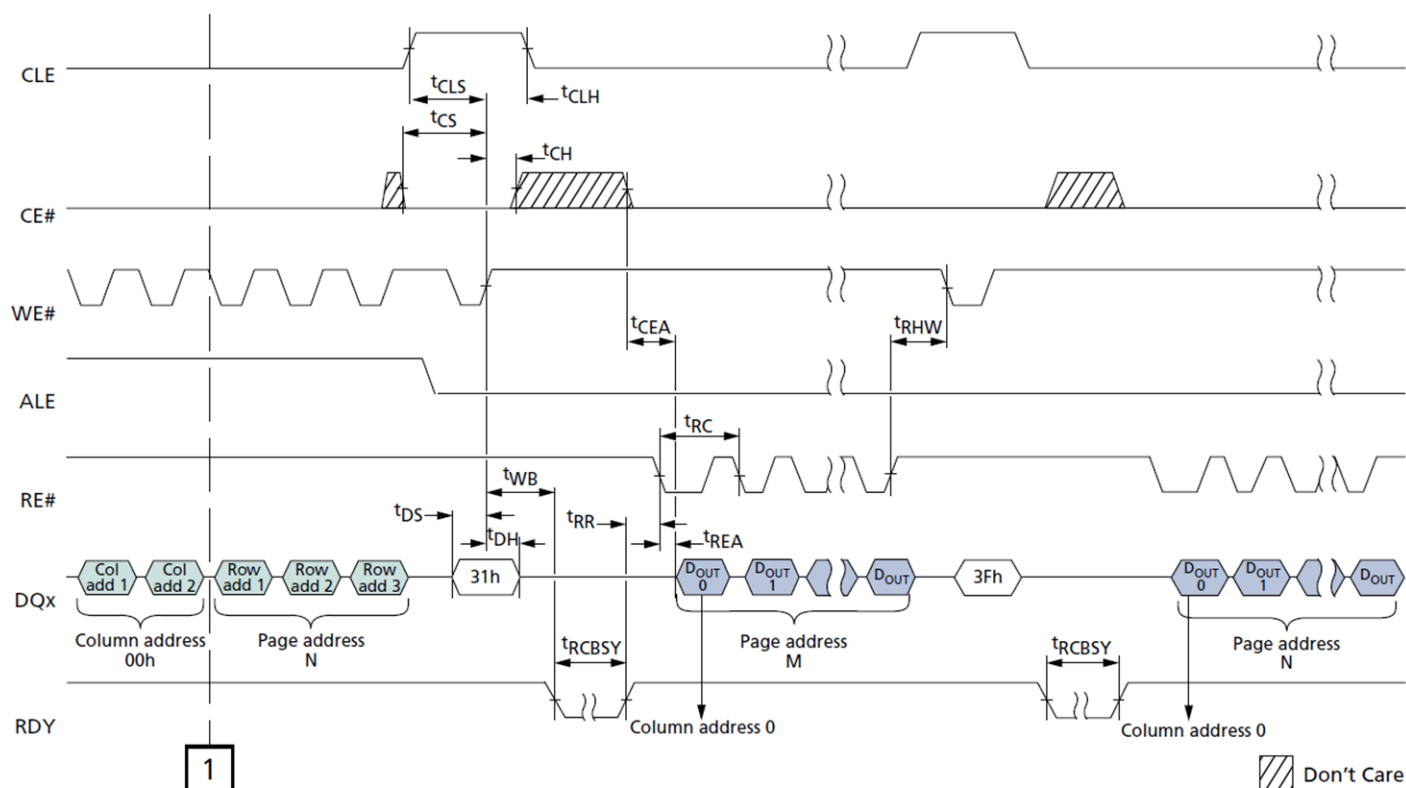 CLE
tCLS
tCLH
tCS
tCH
CE#
WE#
tCEA
tRHW
ALE
tRC
RE#
tWB
tDS
tRR
tDH
tREA
DQx
Col
add 1
Col
add 2
Row
add 1
Row
add 2
Row
add 3
31h
DOUT
0
DOUT
1
DOUT
3Fh
DOUT
0
DOUT
1
DOUT
Column address
00h
Page address
N
Page address
M
Page address
N
tRCBSY
tRCBSY
RDY
Column address 0
Column address 0
1
Don't Care